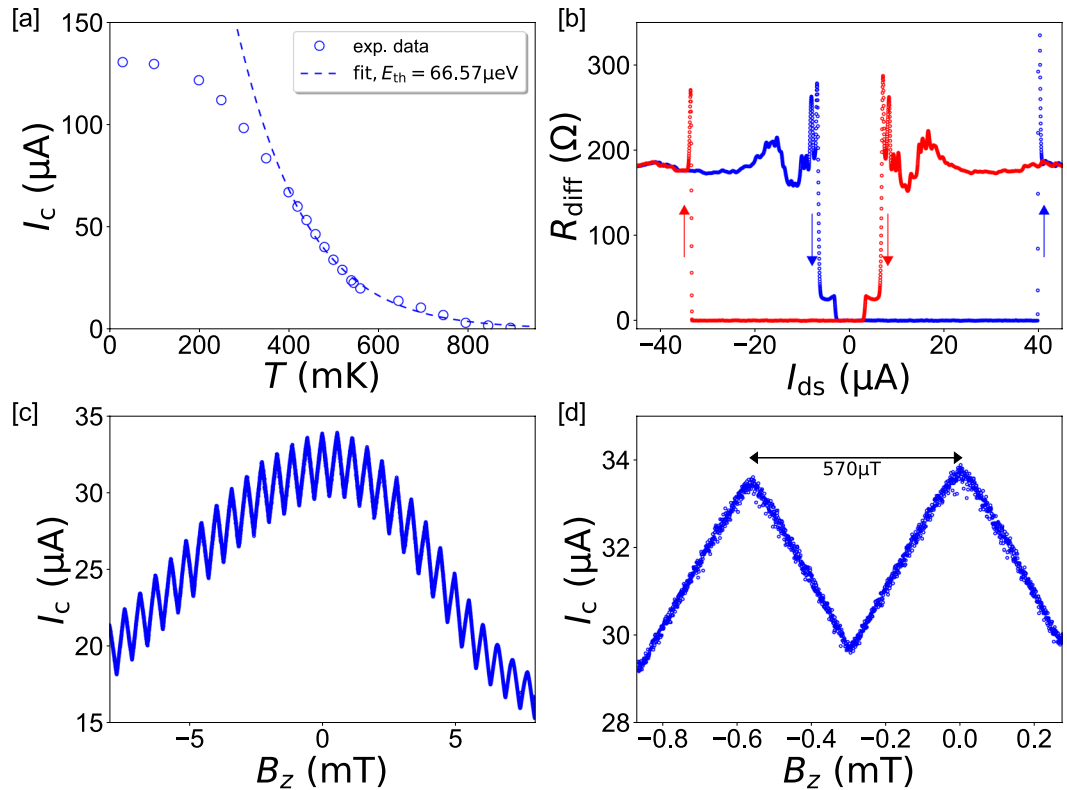 [a]
150
100
50
0
I_c (μA)
exp. data
fit, E_th = 66.57μeV
0 200 400 600 800
T (mK)
[b]
300
200
100
0
R_diff (Ω)
−40 −20 0 20 40
I_ds (μA)
[c]
35
30
25
20
15
I_c (μA)
−5 0 5
B_z (mT)
[d]
36
34
32
30
28
I_c (μA)
570μT
−0.8 −0.6 −0.4 −0.2 0.0 0.2
B_z (mT)